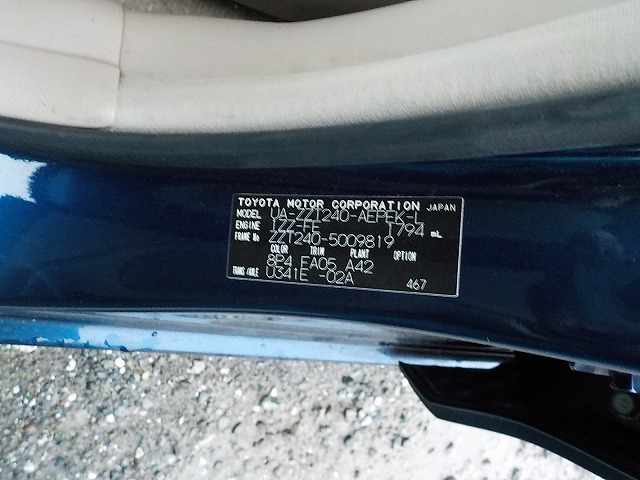 TOYOTA MOTOR CORPORATION JAPAN
MODEL UA-ZZT240-AEPEK-L
ENGINE 1ZZ-FE 1794 mL
FRAME No ZZT240-5009819
COLOR TRIM PLANT OPTION
8P4 FA05 A42
TRANS/AXLE U341E -02A 467